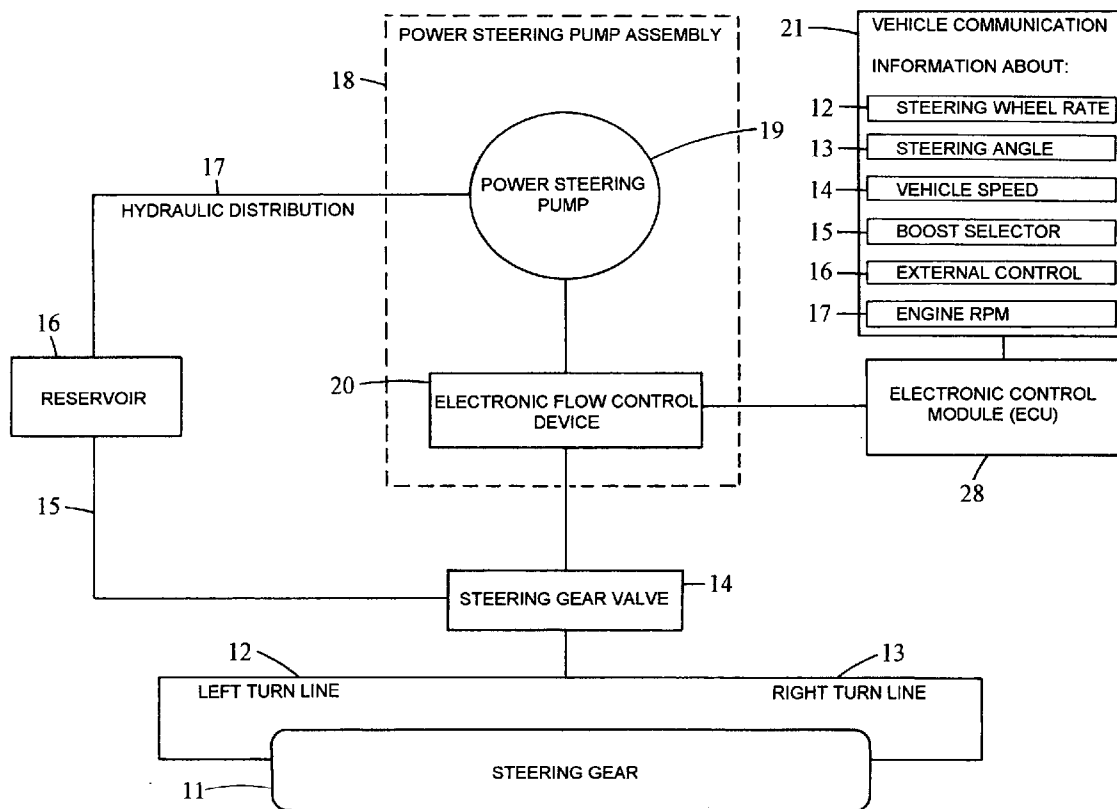 POWER STEERING PUMP ASSEMBLY
18
19
POWER STEERING
PUMP
17
HYDRAULIC DISTRIBUTION
16
RESERVOIR
15
20
ELECTRONIC FLOW CONTROL
DEVICE
21
VEHICLE COMMUNICATION
INFORMATION ABOUT:
12
STEERING WHEEL RATE
13
STEERING ANGLE
14
VEHICLE SPEED
15
BOOST SELECTOR
16
EXTERNAL CONTROL
17
ENGINE RPM
ELECTRONIC CONTROL
MODULE (ECU)
28
STEERING GEAR VALVE
14
12
LEFT TURN LINE
13
RIGHT TURN LINE
STEERING GEAR
11